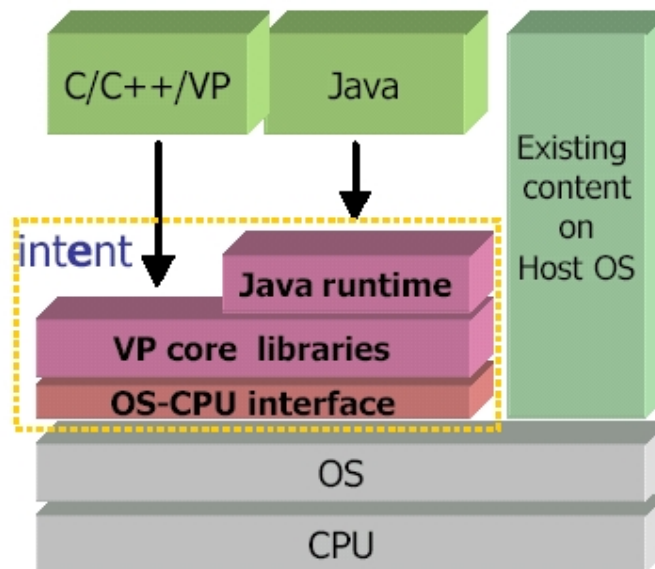 C/C++/VP
Java
Existing
content
on
Host OS
intent
Java runtime
VP core libraries
OS-CPU interface
OS
CPU